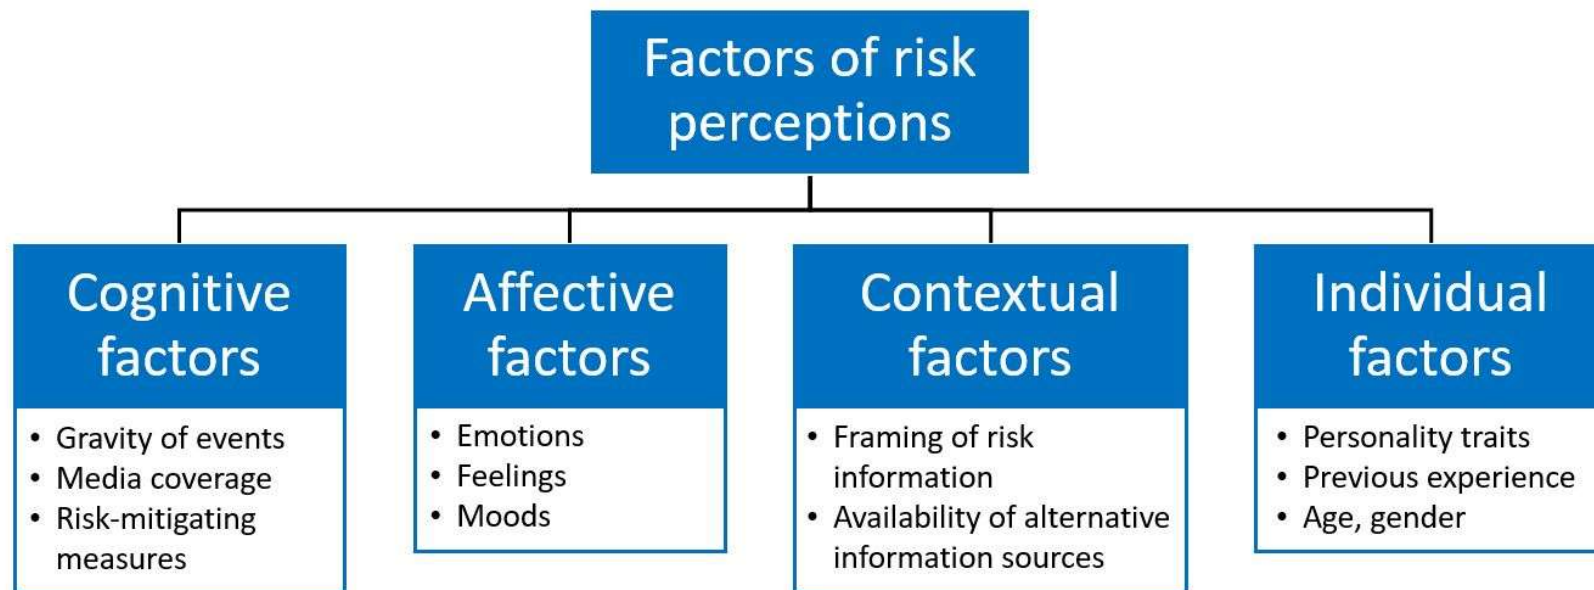 Factors of risk
perceptions
Cognitive
factors
• Gravity of events
• Media coverage
• Risk-mitigating
measures
Affective
factors
• Emotions
• Feelings
• Moods
Contextual
factors
• Framing of risk
information
• Availability of alternative
information sources
Individual
factors
• Personality traits
• Previous experience
• Age, gender